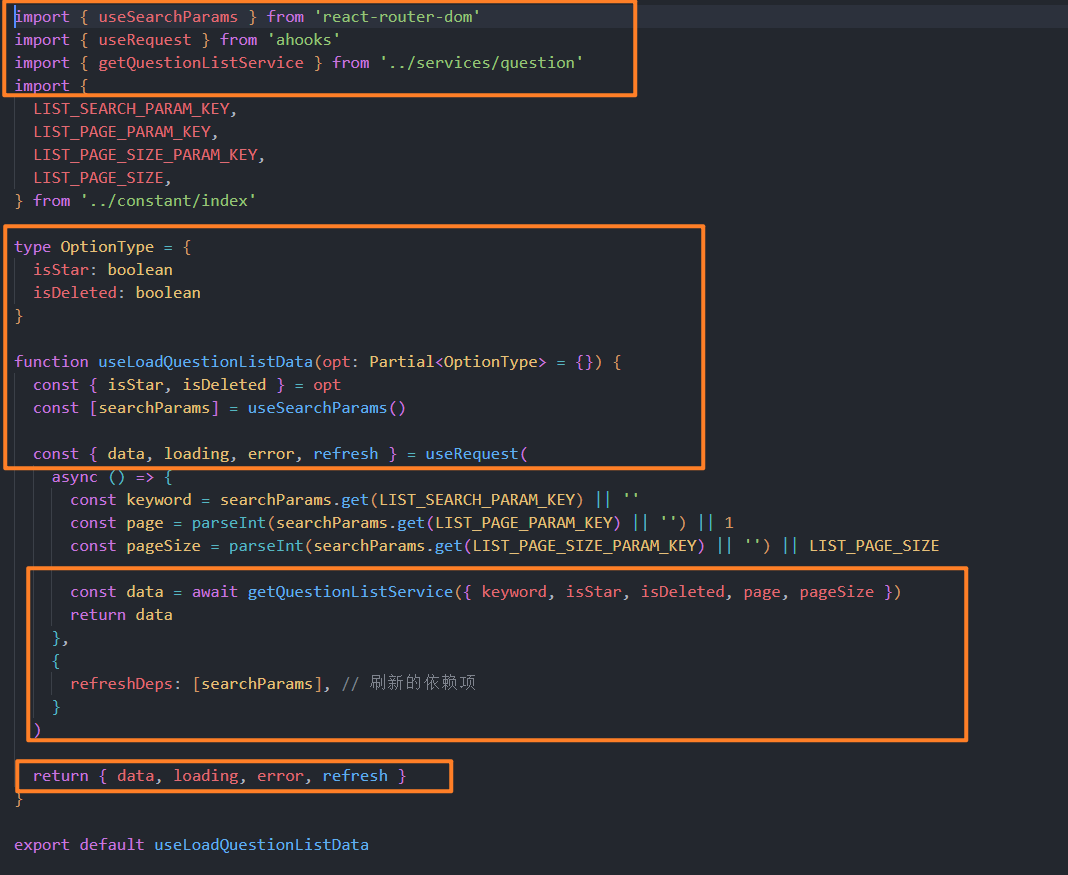 import { useSearchParams } from 'react-router-dom'
import { useRequest } from 'ahooks'
import { getQuestionListService } from '../services/question'
import {
  LIST_SEARCH_PARAM_KEY,
  LIST_PAGE_PARAM_KEY,
  LIST_PAGE_SIZE_PARAM_KEY,
  LIST_PAGE_SIZE,
} from '../constant/index'

type OptionType = {
  isStar: boolean
  isDeleted: boolean
}

function useLoadQuestionListData(opt: Partial<OptionType> = {}) {
  const { isStar, isDeleted } = opt
  const [searchParams] = useSearchParams()

  const { data, loading, error, refresh } = useRequest(
    async () => {
      const keyword = searchParams.get(LIST_SEARCH_PARAM_KEY) || ''
      const page = parseInt(searchParams.get(LIST_PAGE_PARAM_KEY) || '') || 1
      const pageSize = parseInt(searchParams.get(LIST_PAGE_SIZE_PARAM_KEY) || '') || LIST_PAGE_SIZE

      const data = await getQuestionListService({ keyword, isStar, isDeleted, page, pageSize })
      return data
    },
    {
      refreshDeps: [searchParams], // 刷新的依赖项
    }
  )

  return { data, loading, error, refresh }
}

export default useLoadQuestionListData